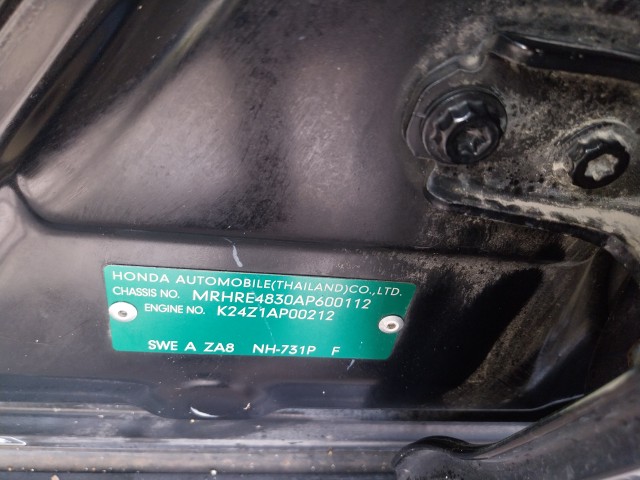 HONDA AUTOMOBILE(THAILAND)CO.,LTD.
CHASSIS NO. MRHRE4830AP600112
ENGINE NO. K24Z1AP00212
SWE A ZA8 NH-731P F